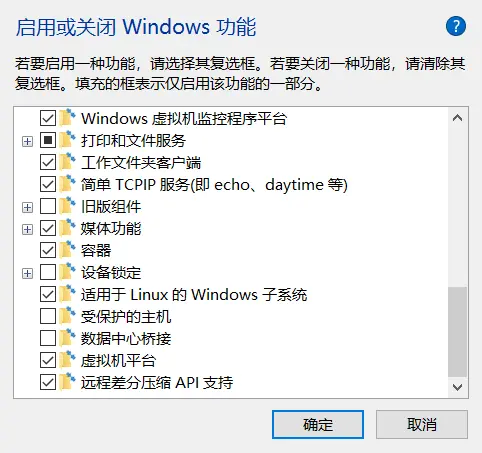 启用或关闭 Windows 功能
?
若要启用一种功能，请选择其复选框。若要关闭一种功能，请清除其
复选框。填充的框表示仅启用该功能的一部分。
Windows 虚拟机监控程序平台
打印和文件服务
工作文件夹客户端
简单 TCPIP 服务(即 echo、daytime 等)
旧版组件
媒体功能
容器
设备锁定
适用于 Linux 的 Windows 子系统
受保护的主机
数据中心桥接
虚拟机平台
远程差分压缩 API 支持
确定
取消